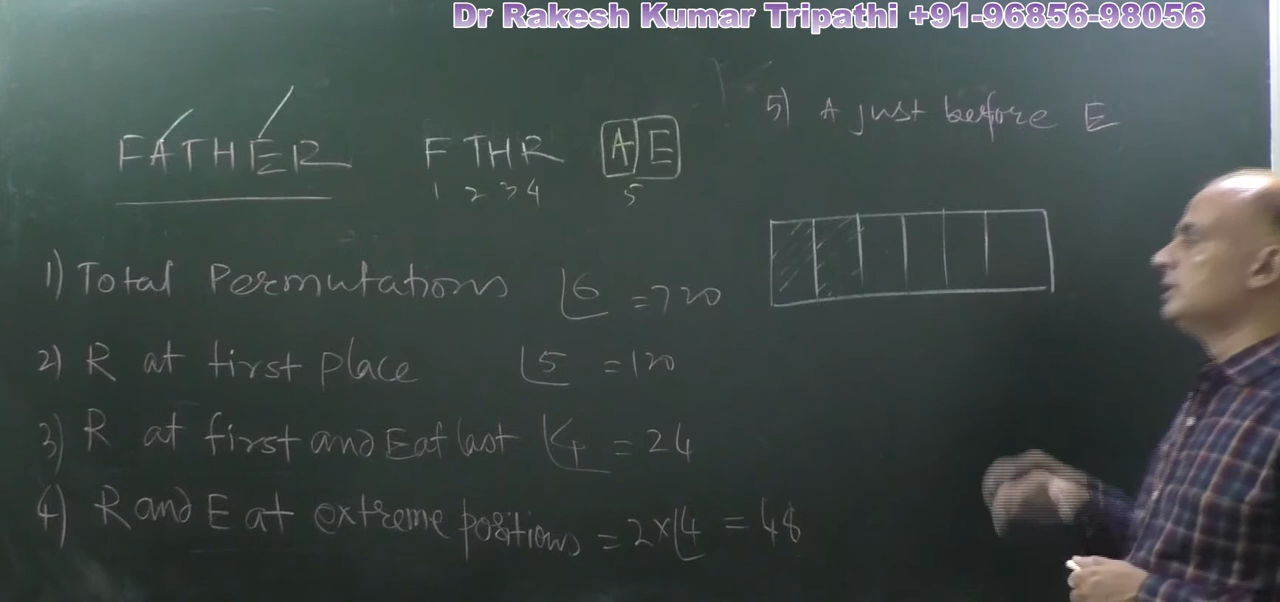 Dr Rakesh Kumar Tripathi +91-96856-98056
5) A just before E
FATHER FTHR AE
1 2 3 4 5
1) Total Permutations ⌊6 = 720
2) R at first place ⌊5 = 120
3) R at first and E at last ⌊4 = 24
4) R and E at extreme positions = 2×⌊4 = 48